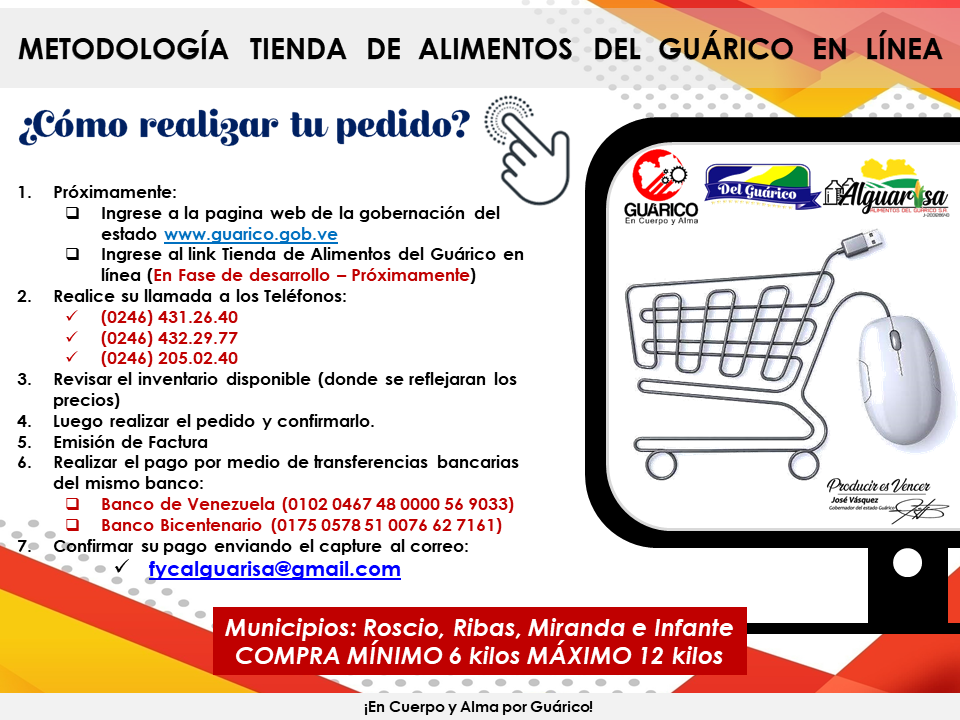 METODOLOGÍA TIENDA DE ALIMENTOS DEL GUÁRICO EN LÍNEA
¿Cómo realizar tu pedido?
1. Próximamente:
Ingrese a la pagina web de la gobernación del
estado www.guarico.gob.ve
Ingrese al link Tienda de Alimentos del Guárico en
línea (En Fase de desarrollo – Próximamente)
2. Realice su llamada a los Teléfonos:
✓ (0246) 431.26.40
✓ (0246) 432.29.77
✓ (0246) 205.02.40
3. Revisar el inventario disponible (donde se reflejaran los
precios)
4. Luego realizar el pedido y confirmarlo.
5. Emisión de Factura
6. Realizar el pago por medio de transferencias bancarias
del mismo banco:
Banco de Venezuela (0102 0467 48 0000 56 9033)
Banco Bicentenario (0175 0578 51 0076 62 7161)
7. Confirmar su pago enviando el capture al correo:
✓ fycalguarisa@gmail.com
GUÁRICO
En Cuerpo y Alma
Del Guárico
Alguarisa
ALIMENTOS DEL GUÁRICO S.A
Producir es Vencer
José Vásquez
Gobernador del estado Guárico
Municipios: Roscio, Ribas, Miranda e Infante
COMPRA MÍNIMO 6 kilos MÁXIMO 12 kilos
¡En Cuerpo y Alma por Guárico!